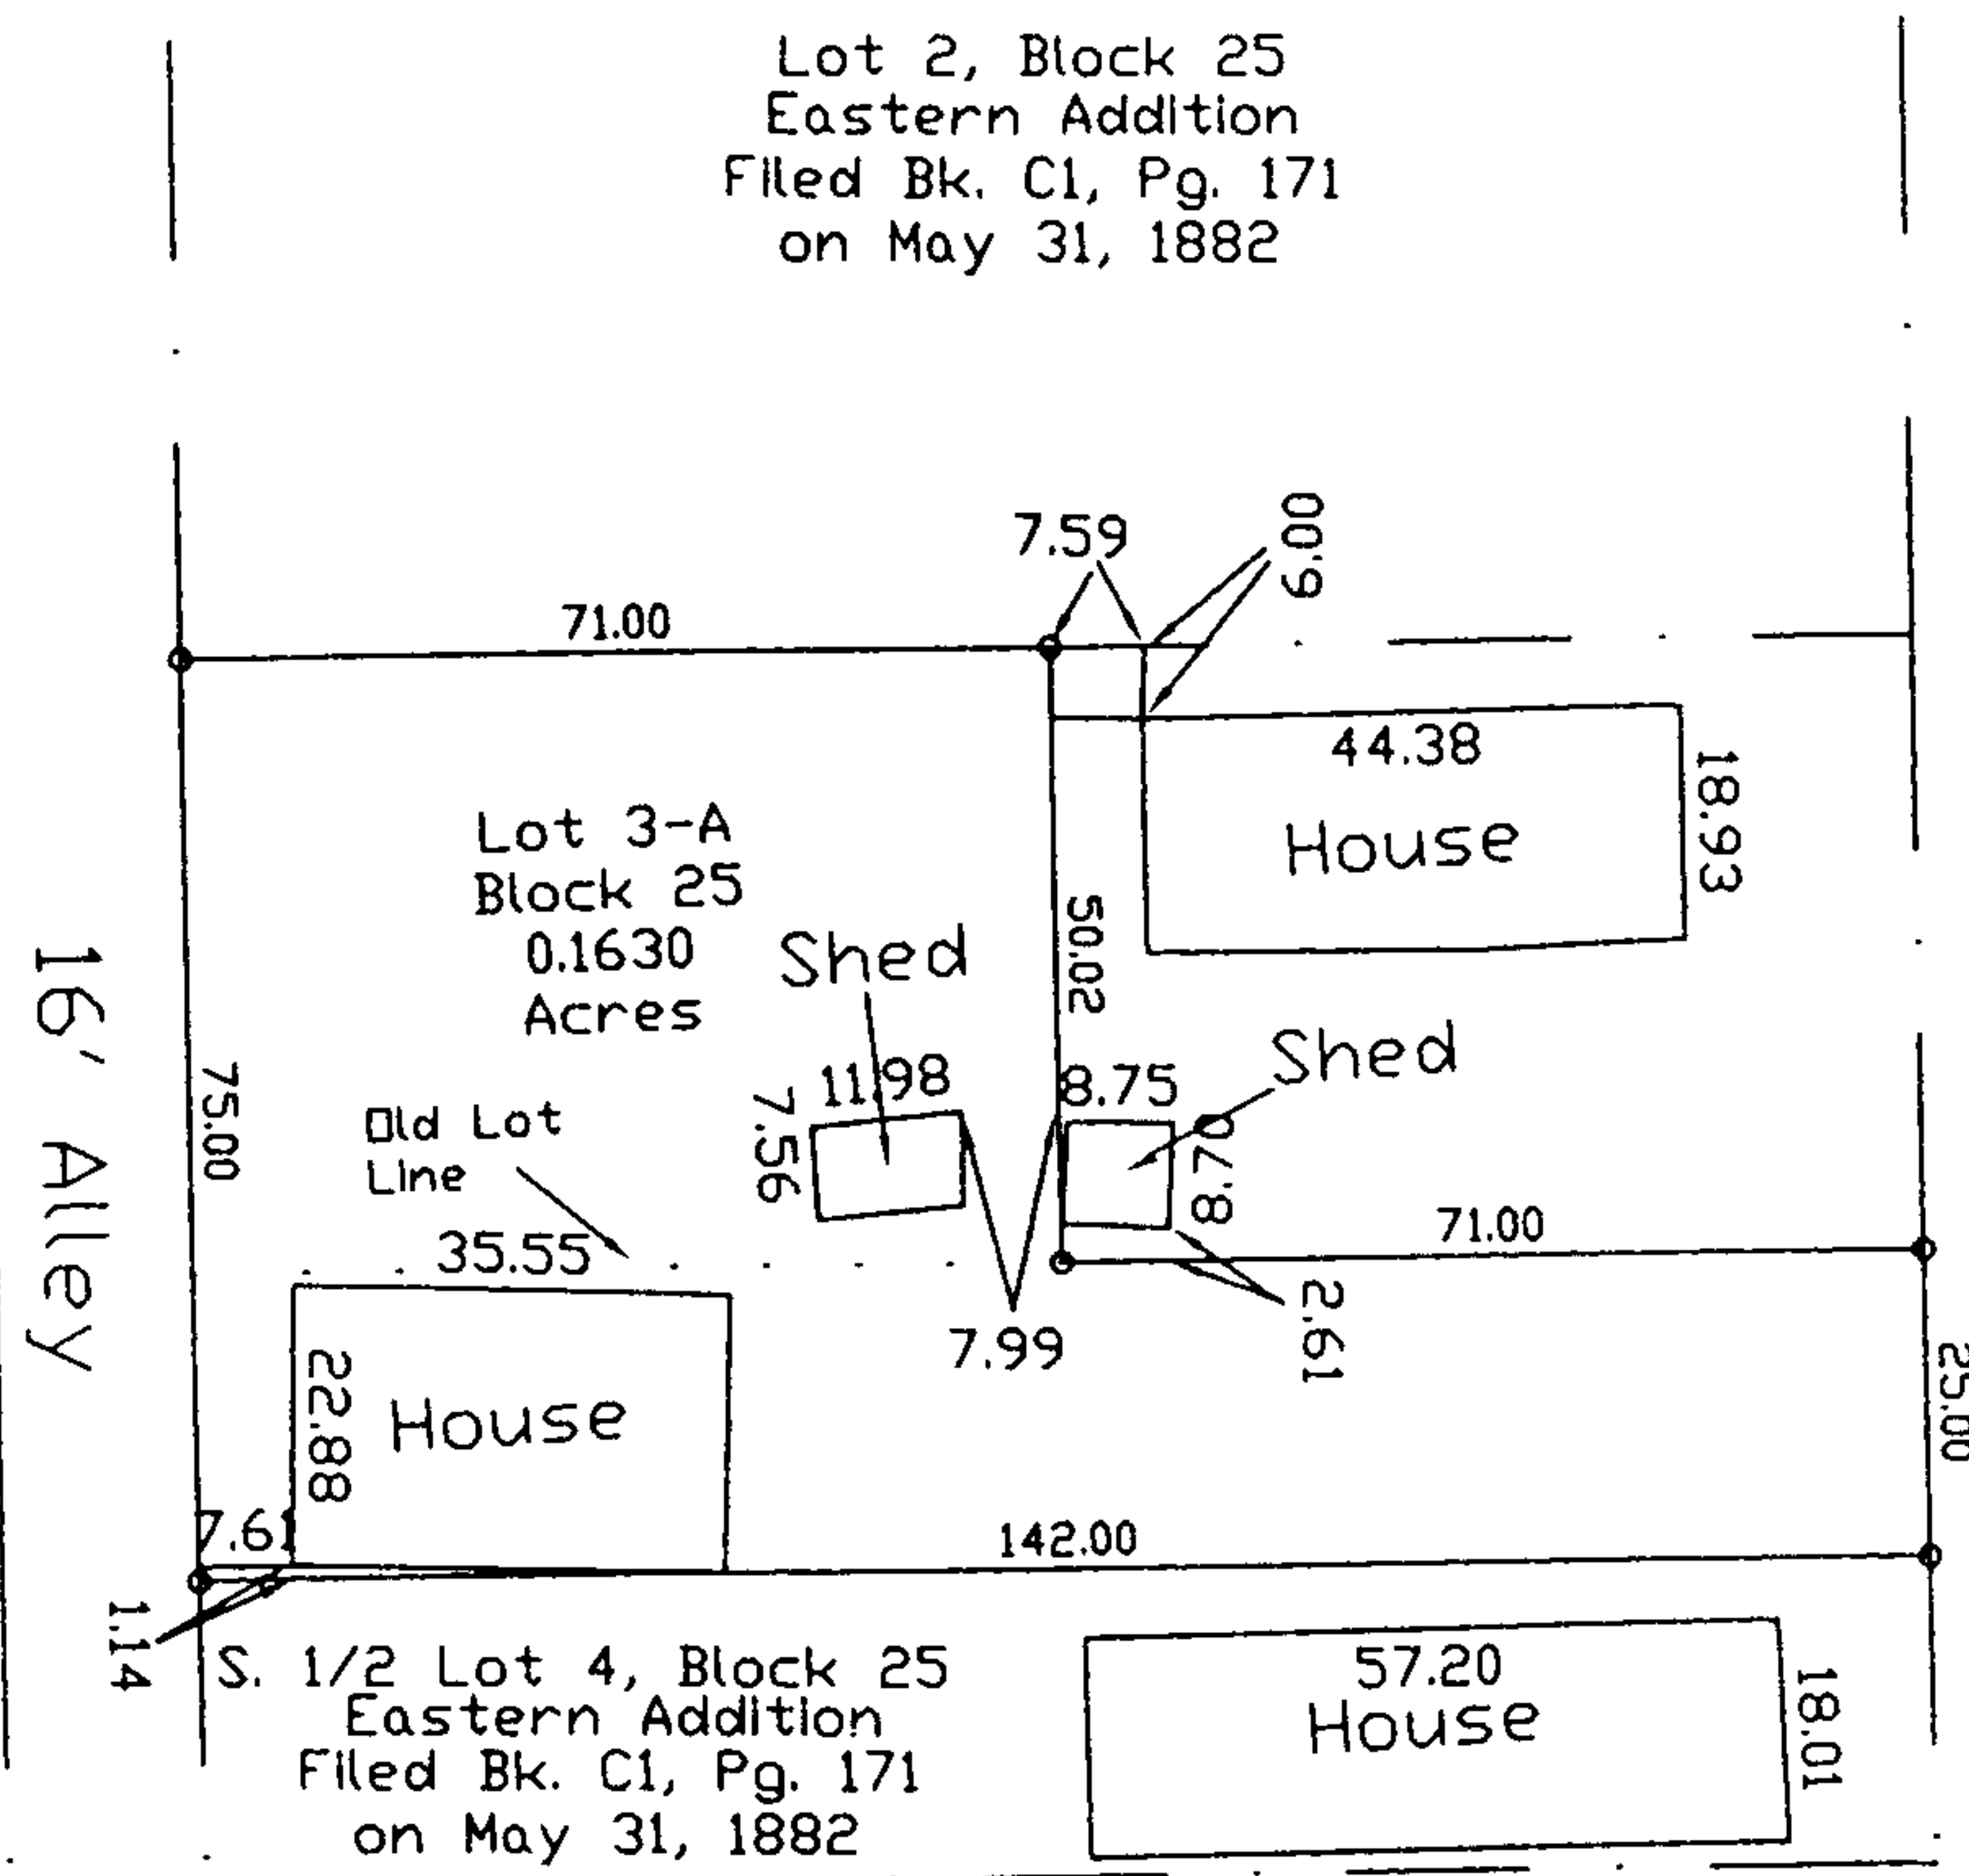 Lot 2, Block 25
Eastern Addition
Filed Bk. C1, Pg. 171
on May 31, 1882
7.59
6.00
71.00
44.38
18.93
House
Lot 3-A
Block 25
0.1630
Acres
Shed
50.02
16' Alley
75.00
Old Lot
Line
11.98
7.56
8.75
8.70
Shed
35.55
71.00
2.61
7.99
25.00
22.88
House
7.61
142.00
1.14
S. 1/2 Lot 4, Block 25
Eastern Addition
Filed Bk. C1, Pg. 171
on May 31, 1882
57.20
House
18.01